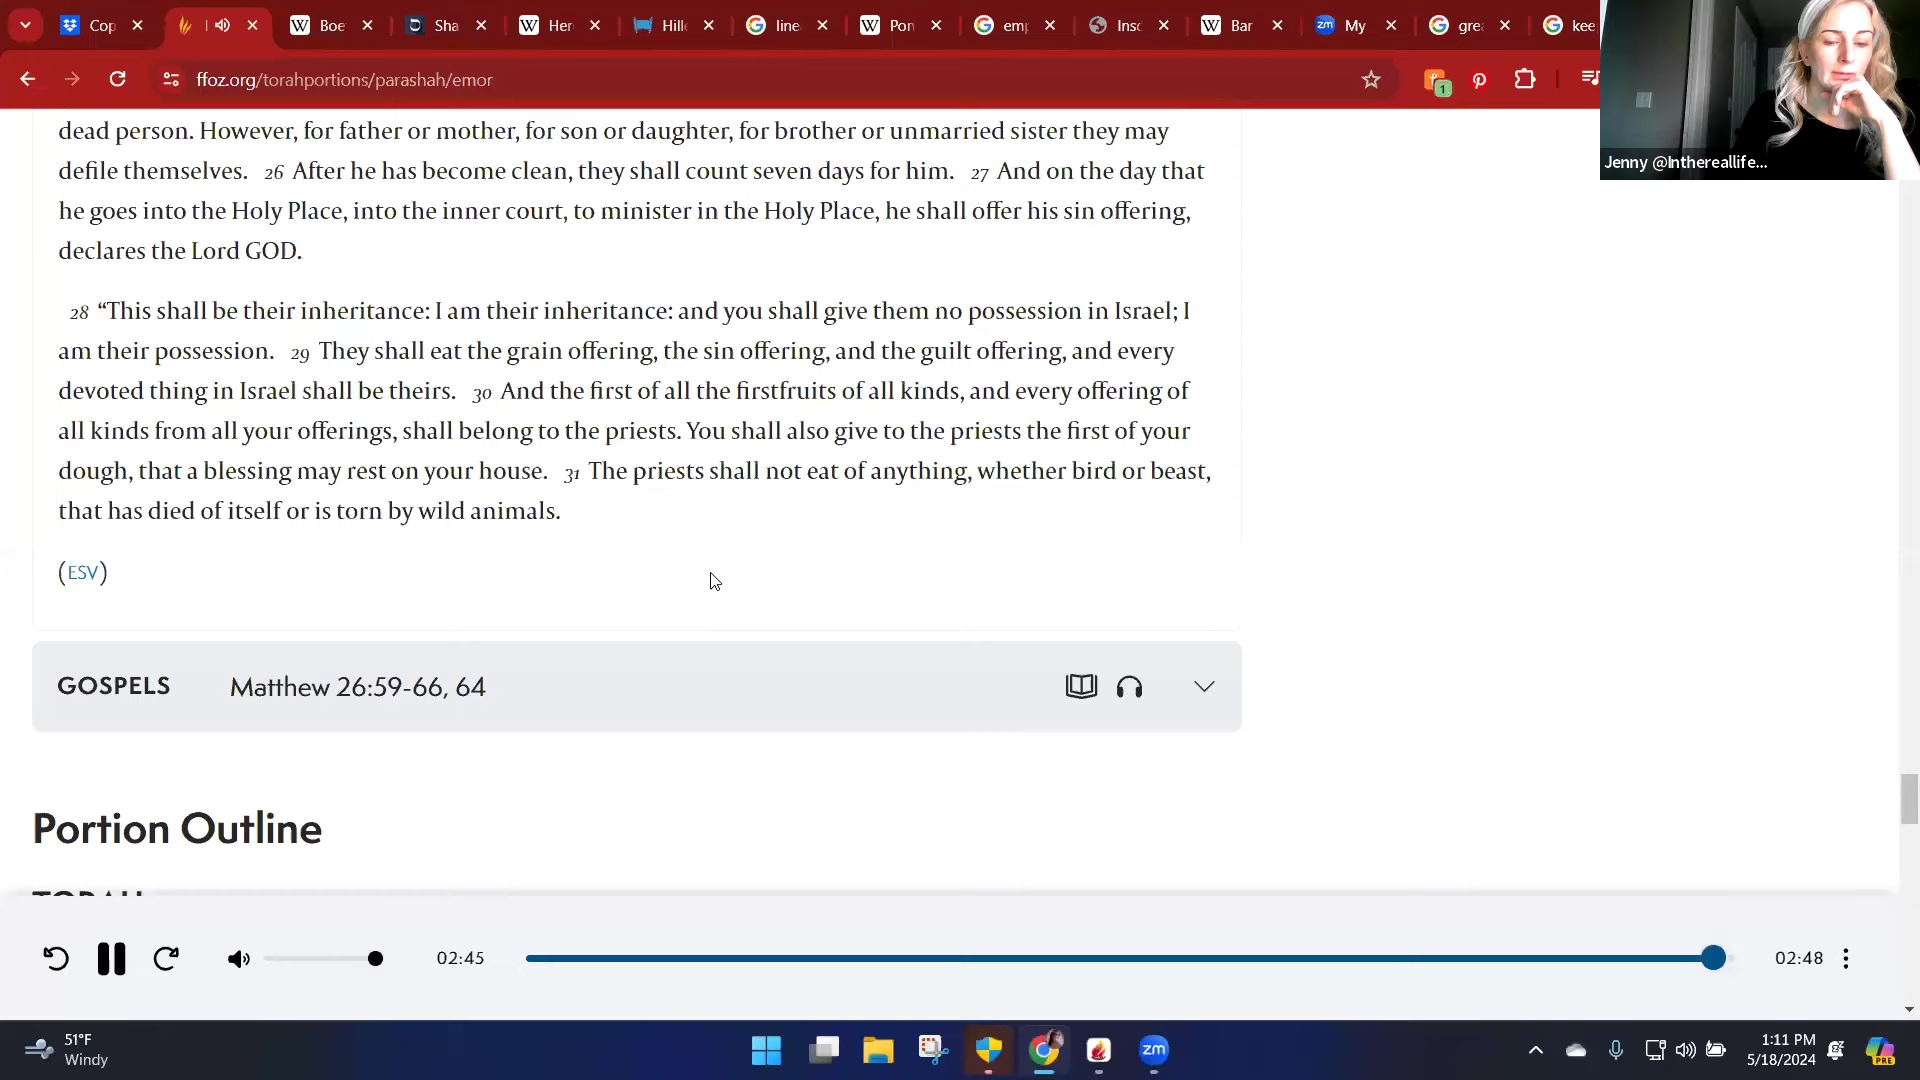 Cop
Boe
Sha
Her
Hill
line
W Por
emp
Insc
Bar
zm My
gre
kee
ffoz.org/torahportions/parashah/emor
1
Jenny @Inthereallife...
dead person. However, for father or mother, for son or daughter, for brother or unmarried sister they may
defile themselves. 26 After he has become clean, they shall count seven days for him. 27 And on the day that
he goes into the Holy Place, into the inner court, to minister in the Holy Place, he shall offer his sin offering,
declares the Lord GOD.
28 “This shall be their inheritance: I am their inheritance: and you shall give them no possession in Israel; I
am their possession. 29 They shall eat the grain offering, the sin offering, and the guilt offering, and every
devoted thing in Israel shall be theirs. 30 And the first of all the firstfruits of all kinds, and every offering of
all kinds from all your offerings, shall belong to the priests. You shall also give to the priests the first of your
dough, that a blessing may rest on your house. 31 The priests shall not eat of anything, whether bird or beast,
that has died of itself or is torn by wild animals.
(ESV)
GOSPELS Matthew 26:59-66, 64
Portion Outline
TORAH
02:45
02:48
51°F
Windy
zm
1:11 PM
5/18/2024
PRE